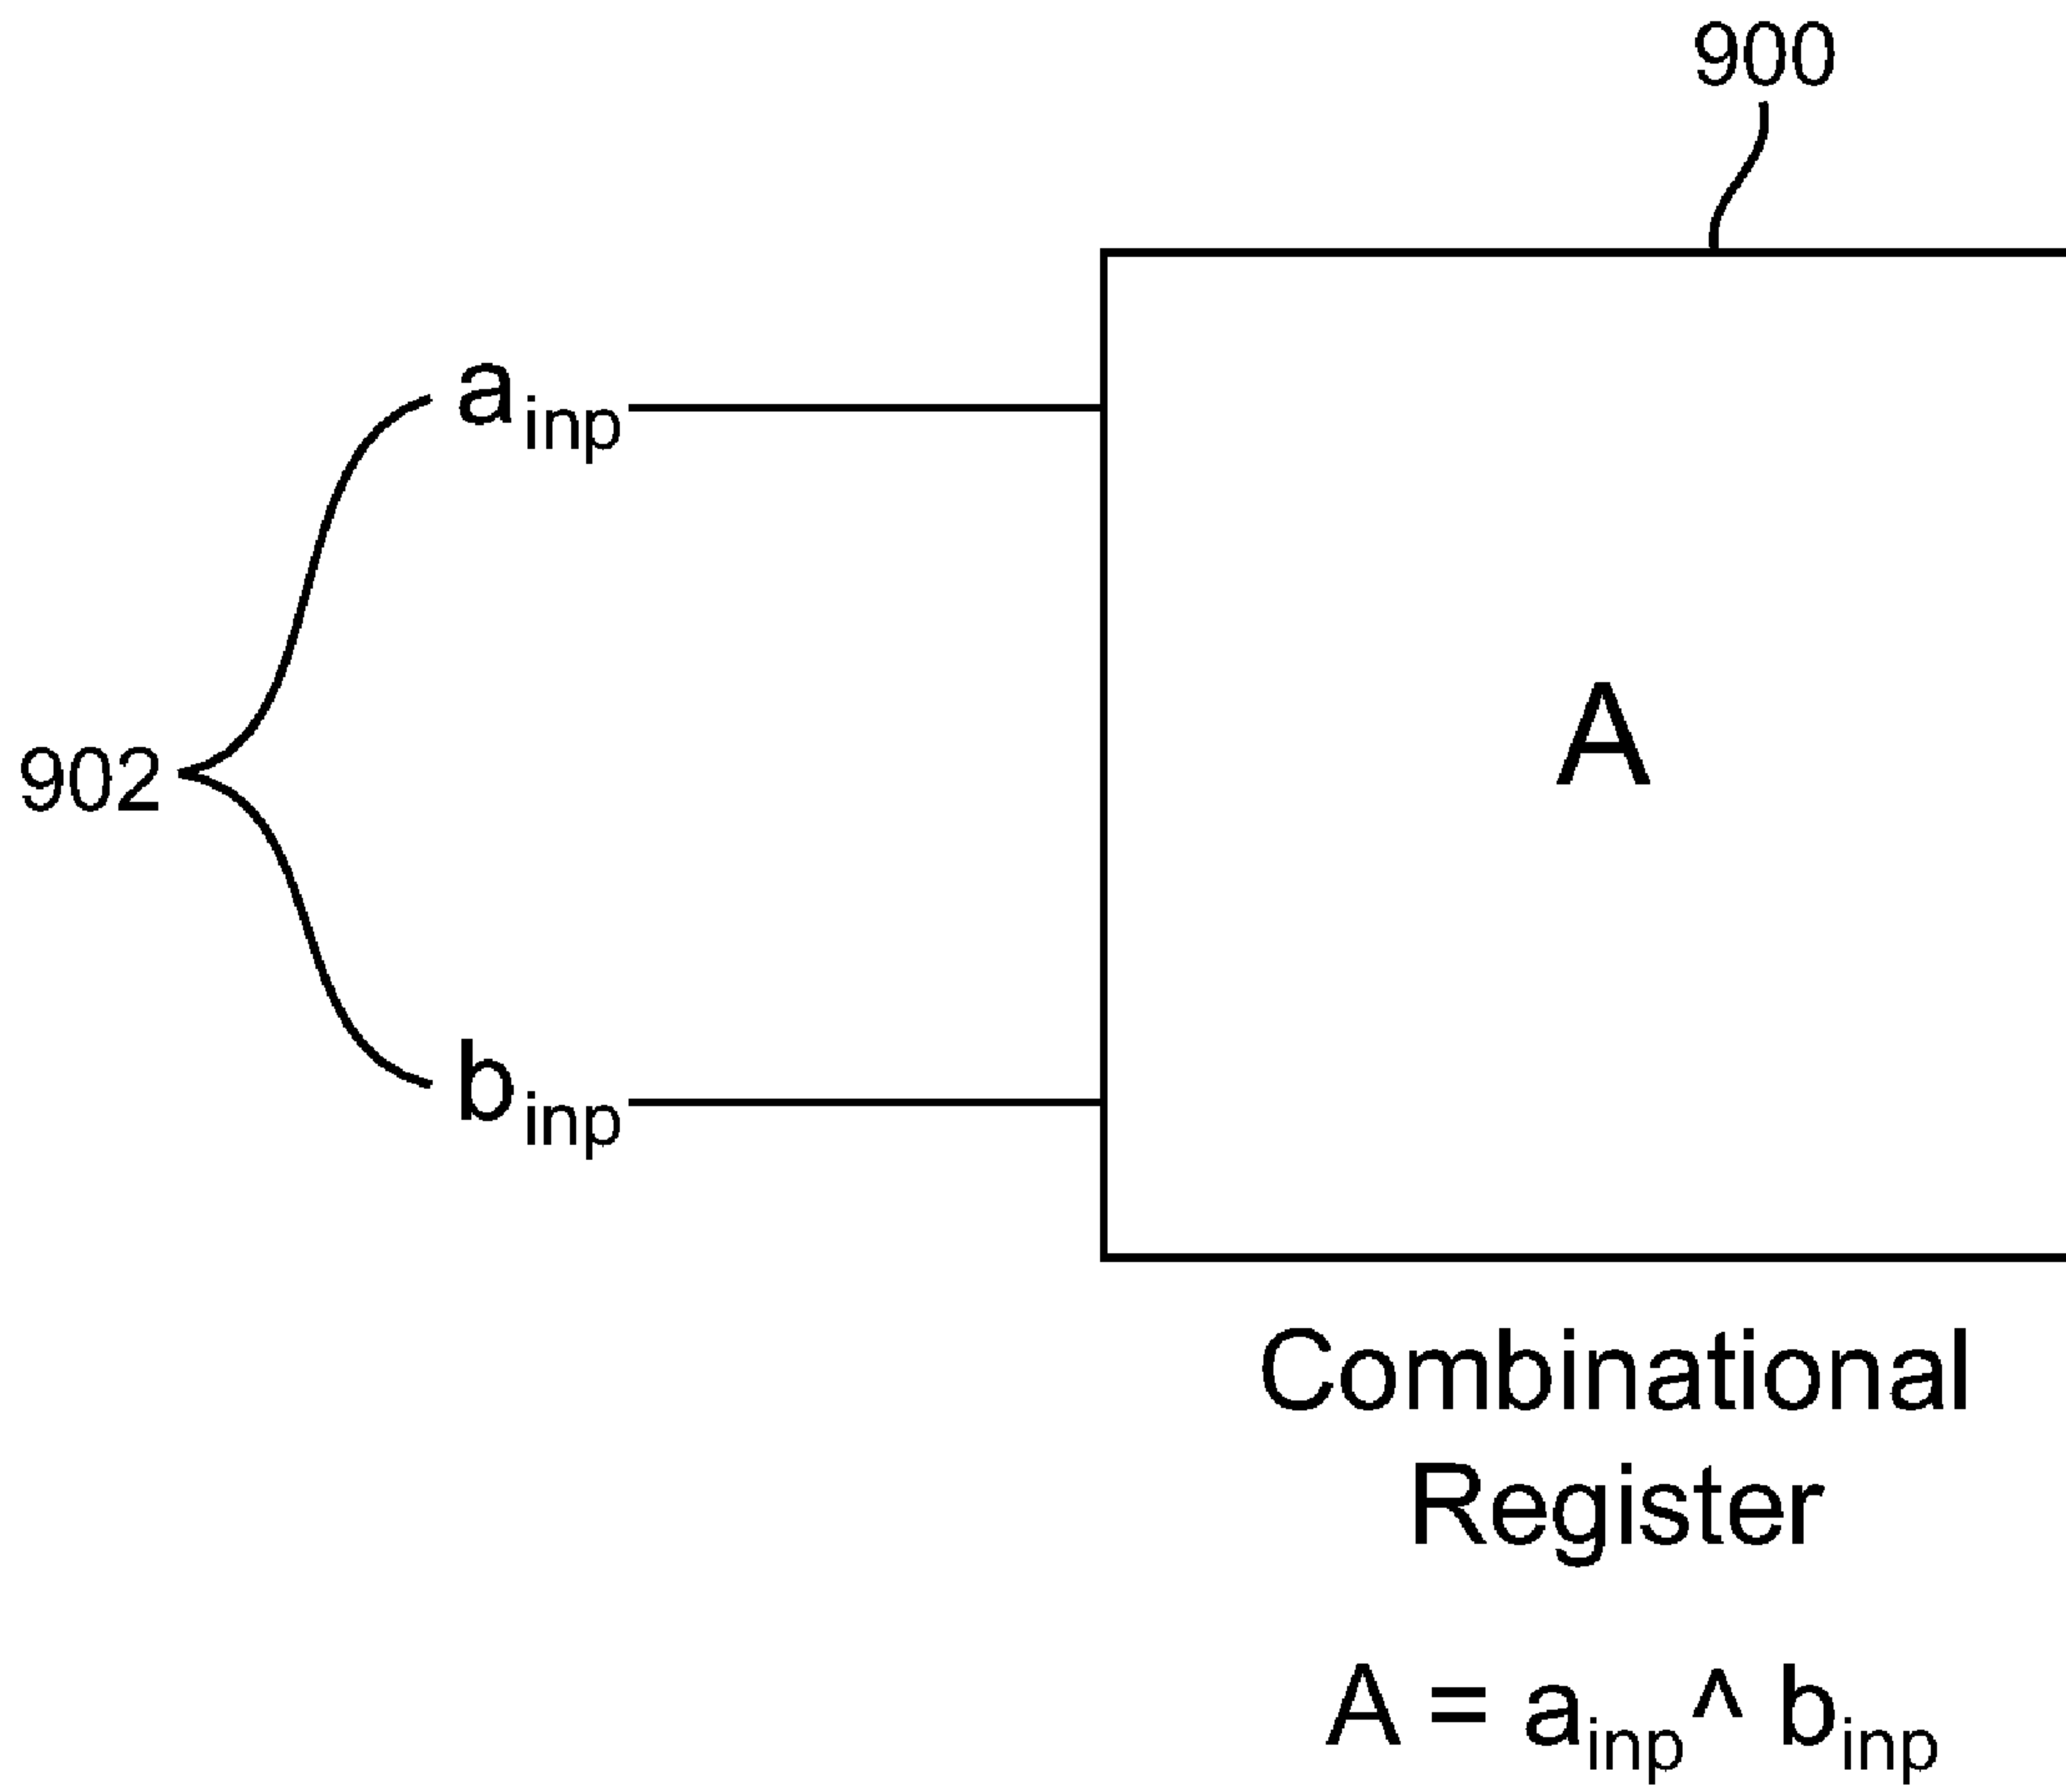 900
a_inp
A
902
b_inp
Combinational
Register
A = a_inp ^ b_inp